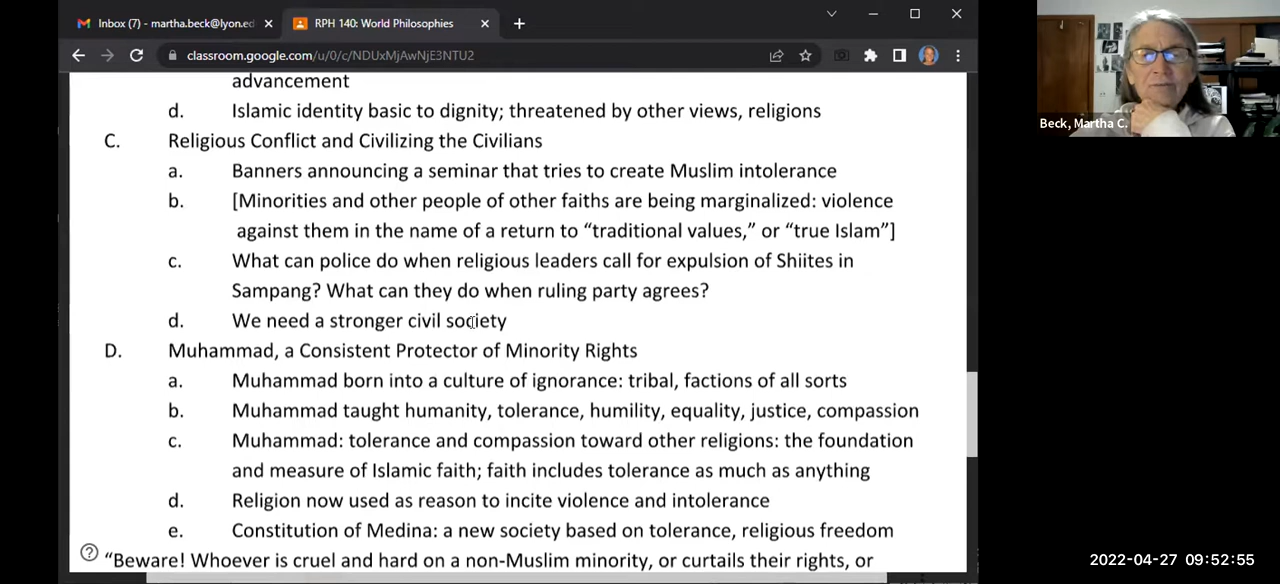 Inbox (7) - martha.beck@lyon.ed
RPH 140: World Philosophies
classroom.google.com/u/0/c/NDUxMjAwNjE3NTU2
Beck, Martha C.
advancement
d. Islamic identity basic to dignity; threatened by other views, religions
C. Religious Conflict and Civilizing the Civilians
a. Banners announcing a seminar that tries to create Muslim intolerance
b. [Minorities and other people of other faiths are being marginalized: violence
against them in the name of a return to “traditional values,” or “true Islam”]
c. What can police do when religious leaders call for expulsion of Shiites in
Sampang? What can they do when ruling party agrees?
d. We need a stronger civil society
D. Muhammad, a Consistent Protector of Minority Rights
a. Muhammad born into a culture of ignorance: tribal, factions of all sorts
b. Muhammad taught humanity, tolerance, humility, equality, justice, compassion
c. Muhammad: tolerance and compassion toward other religions: the foundation
and measure of Islamic faith; faith includes tolerance as much as anything
d. Religion now used as reason to incite violence and intolerance
e. Constitution of Medina: a new society based on tolerance, religious freedom
“Beware! Whoever is cruel and hard on a non-Muslim minority, or curtails their rights, or
2022-04-27 09:52:55